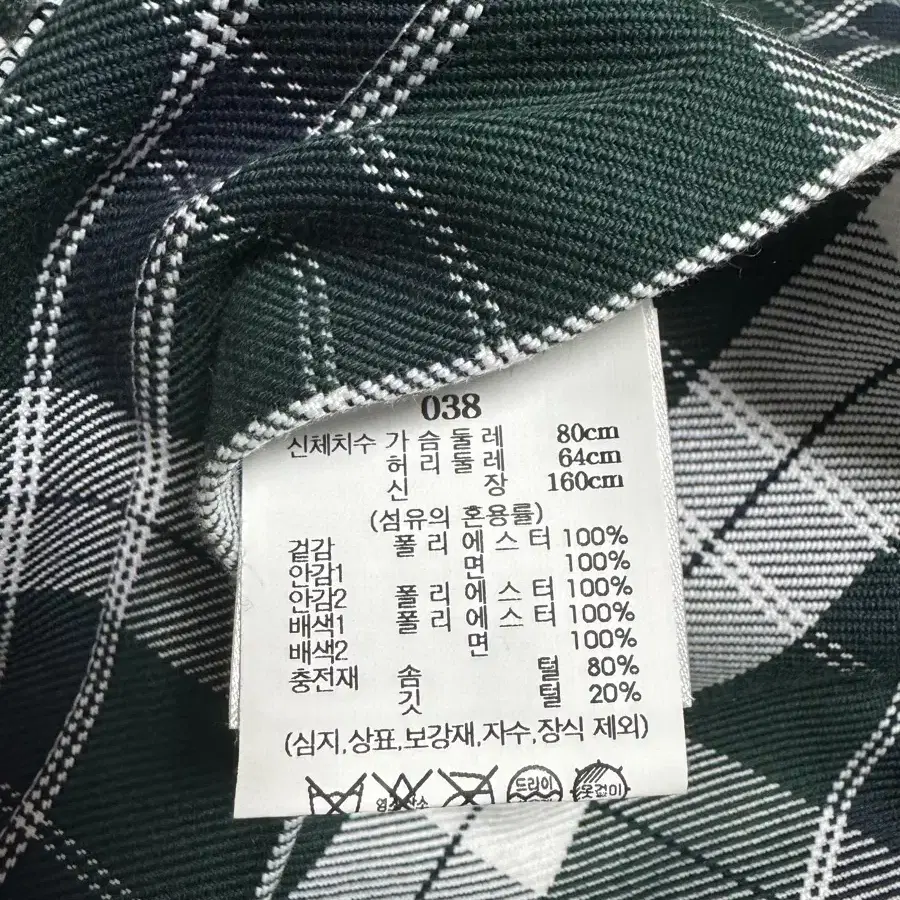 038
신체치수 가 슴 둘 레 80cm
허 리 둘 레 64cm
신 장 160cm
(섬유의 혼용률)
겉감 폴 리 에 스 터 100%
안감1 면 100%
안감2 폴 리 에 스 터 100%
배색1 폴 리 에 스 터 100%
배색2 면 100%
충전재 솜 털 80%
깃 털 20%
(심지,상표,보강재,자수,장식 제외)
드라이
옷걸이